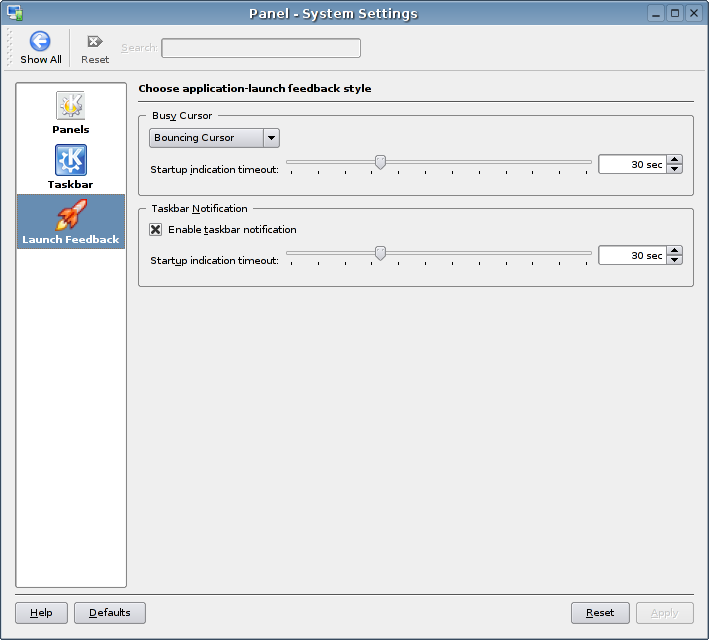 Panel - System Settings
Show All
Reset
Search:
Panels
Taskbar
Launch Feedback
Choose application-launch feedback style
Busy Cursor
Bouncing Cursor
Startup indication timeout:
30 sec
Taskbar Notification
Enable taskbar notification
Startup indication timeout:
30 sec
Help
Defaults
Reset
Apply